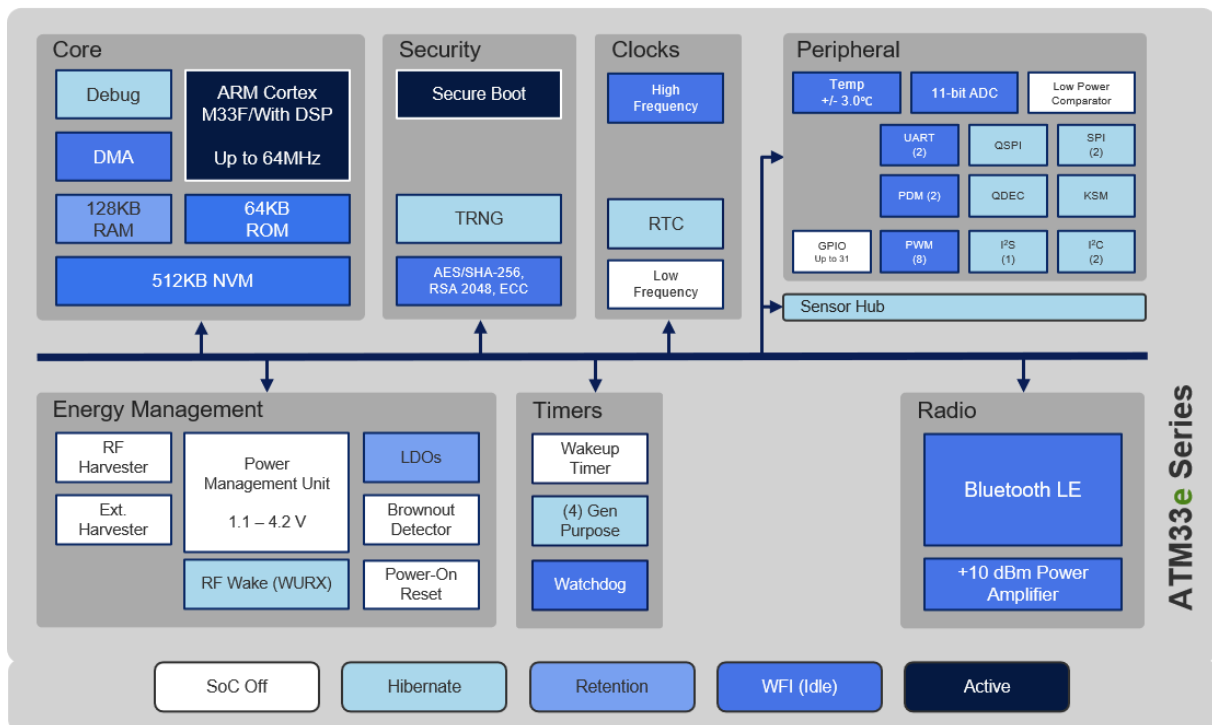 Core
Debug
ARM Cortex
M33F/With DSP
Up to 64MHz
DMA
128KB
RAM
64KB
ROM
512KB NVM
Security
Secure Boot
TRNG
AES/SHA-256,
RSA 2048, ECC
Clocks
High
Frequency
RTC
Low
Frequency
Peripheral
Temp
+/- 3.0℃
11-bit ADC
Low Power
Comparator
UART
(2)
QSPI
SPI
(2)
PDM (2)
QDEC
KSM
GPIO
Up to 31
PWM
(8)
I²S
(1)
I²C
(2)
Sensor Hub
Energy Management
RF
Harvester
Power
Management Unit
1.1 – 4.2 V
LDOs
Ext.
Harvester
Brownout
Detector
RF Wake (WURX)
Power-On
Reset
Timers
Wakeup
Timer
(4) Gen
Purpose
Watchdog
Radio
Bluetooth LE
+10 dBm Power
Amplifier
ATM33e Series
SoC Off
Hibernate
Retention
WFI (Idle)
Active